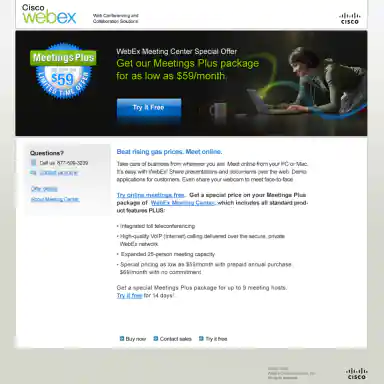 Cisco
webex
Web Conferencing and
Collaboration Solutions
CISCO
Meetings Plus
$59
LIMITED TIME OFFER
WebEx Meeting Center Special Offer
Get our Meetings Plus package
for as low as $59/month.
Try it Free
CISCO
Questions?
Call us: 877-509-3239
Contact
Offer details
About Meeting Center
Beat rising gas prices. Meet online.
Take care of business from wherever you are. Meet online from your PC or Mac.
It's easy with WebEx! Share presentations and documents over the web. Demo
applications for customers. Even share your webcam to meet face-to-face.
Try online meetings free. Get a special price on your Meetings Plus
package of WebEx Meeting Center, which includes all standard prod-
uct features PLUS:
• Integrated toll teleconferencing
• High-quality VoIP (Internet) calling delivered over the secure, private
WebEx network
• Expanded 25-person meeting capacity
• Special pricing as low as $59/month with prepaid annual purchase
$69/month with no commitment
Get a special Meetings Plus package for up to 9 meeting hosts.
Try it free for 14 days!
Buy now
Contact sales
Try it free
CISCO